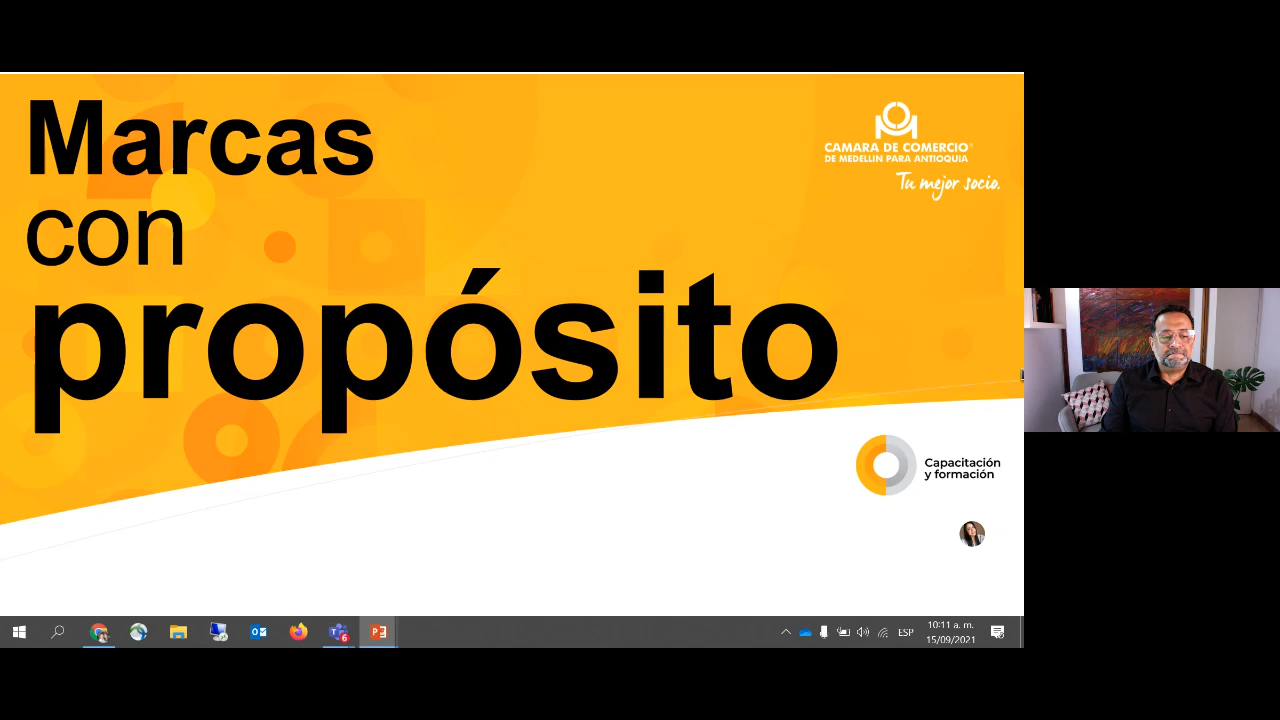 Marcas
con
propósito
CAMARA DE COMERCIO
DE MEDELLIN PARA ANTIOQUIA
Tu mejor socio.
Capacitación
y formación
6
ESP
10:11 a. m.
15/09/2021